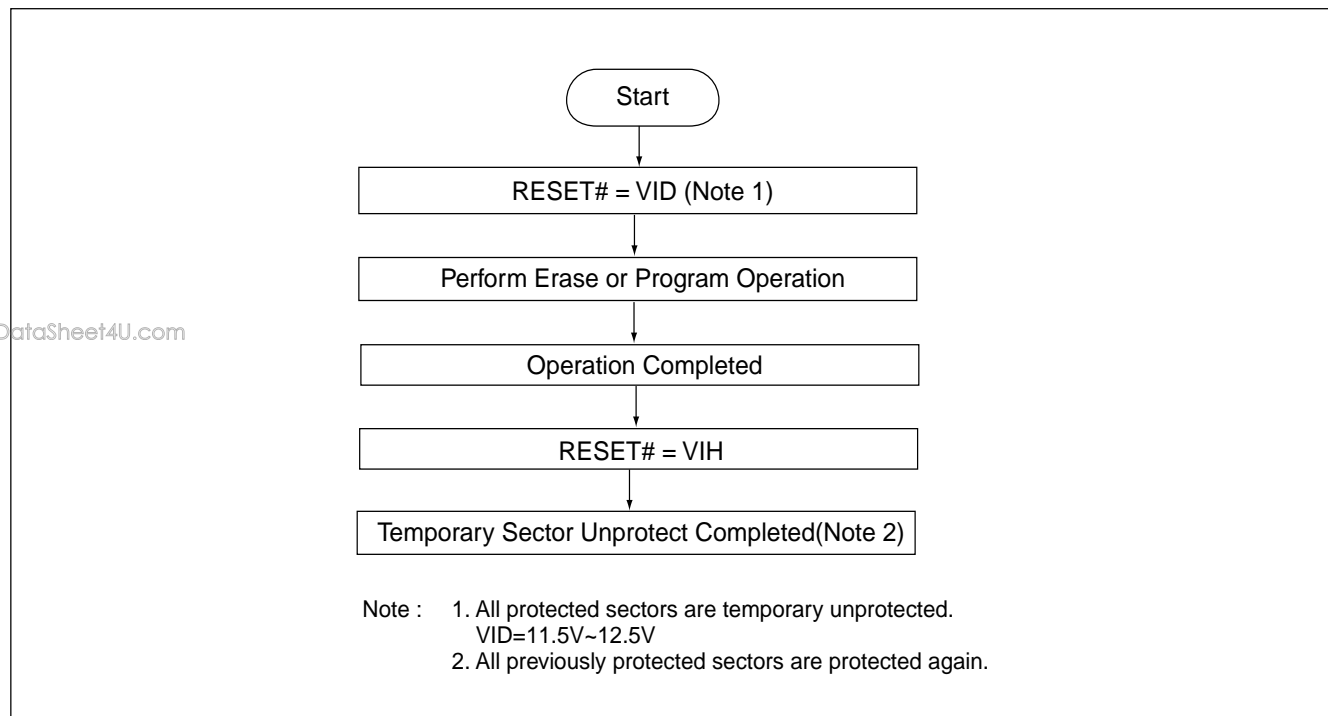 Start
RESET# = VID (Note 1)
Perform Erase or Program Operation
DataSheet4U.com
Operation Completed
RESET# = VIH
Temporary Sector Unprotect Completed(Note 2)
Note : 1. All protected sectors are temporary unprotected.
VID=11.5V~12.5V
2. All previously protected sectors are protected again.